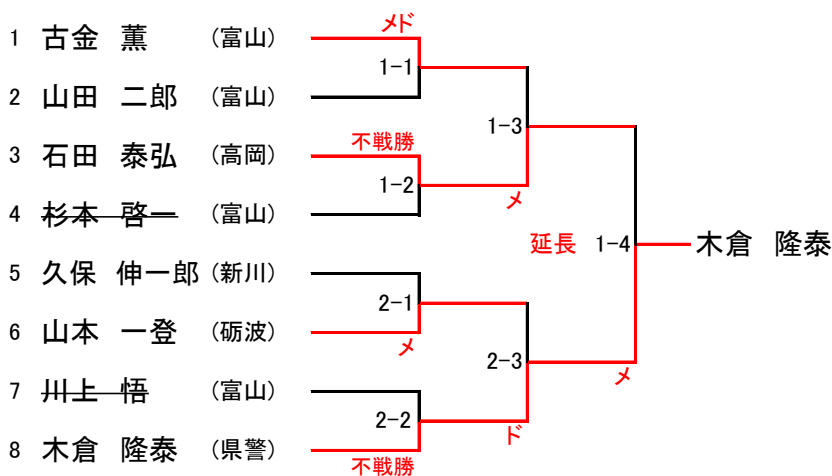 メド
1 古金 薫 (富山)
1-1
2 山田 二郎 (富山)
1-3
不戦勝
3 石田 泰弘 (高岡)
1-2
メ
4 杉本 啓一 (富山)
延長 1-4 木倉 隆泰
5 久保 伸一郎 (新川)
2-1
6 山本 一登 (砺波)
メ
2-3
メ
7 川上 悟 (富山)
2-2
ド
8 木倉 隆泰 (県警)
不戦勝